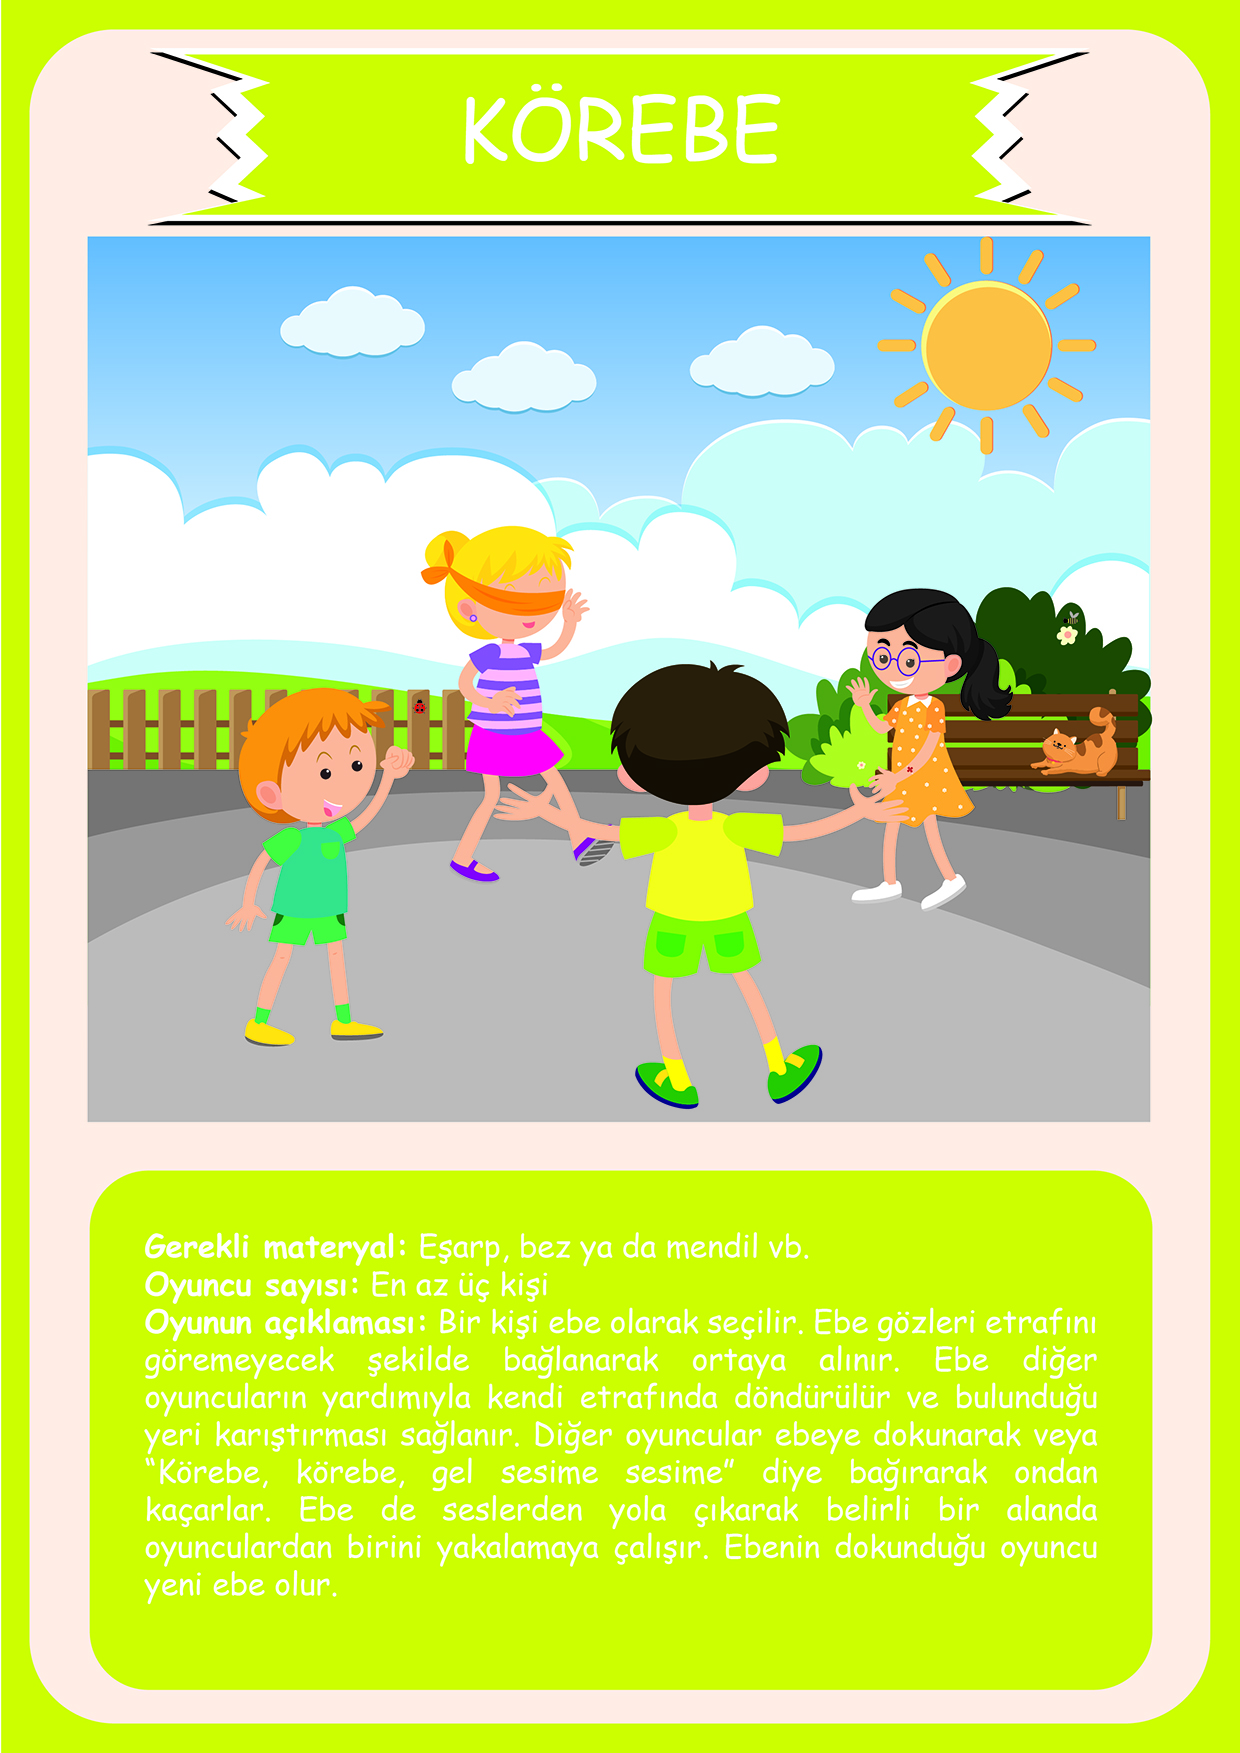 KÖREBE
Gerekli materyal: Eşarp, bez ya da mendil vb.
Oyuncu sayısı: En az üç kişi
Oyunun açıklaması: Bir kişi ebe olarak seçilir. Ebe gözleri etrafını
göremeyecek şekilde bağlanarak ortaya alınır. Ebe diğer
oyuncuların yardımıyla kendi etrafında döndürülür ve bulunduğu
yeri karıştırması sağlanır. Diğer oyuncular ebeye dokunarak veya
“Körebe, körebe, gel sesime sesime” diye bağırarak ondan
kaçarlar. Ebe de seslerden yola çıkarak belirli bir alanda
oyunculardan birini yakalamaya çalışır. Ebenin dokunduğu oyuncu
yeni ebe olur.